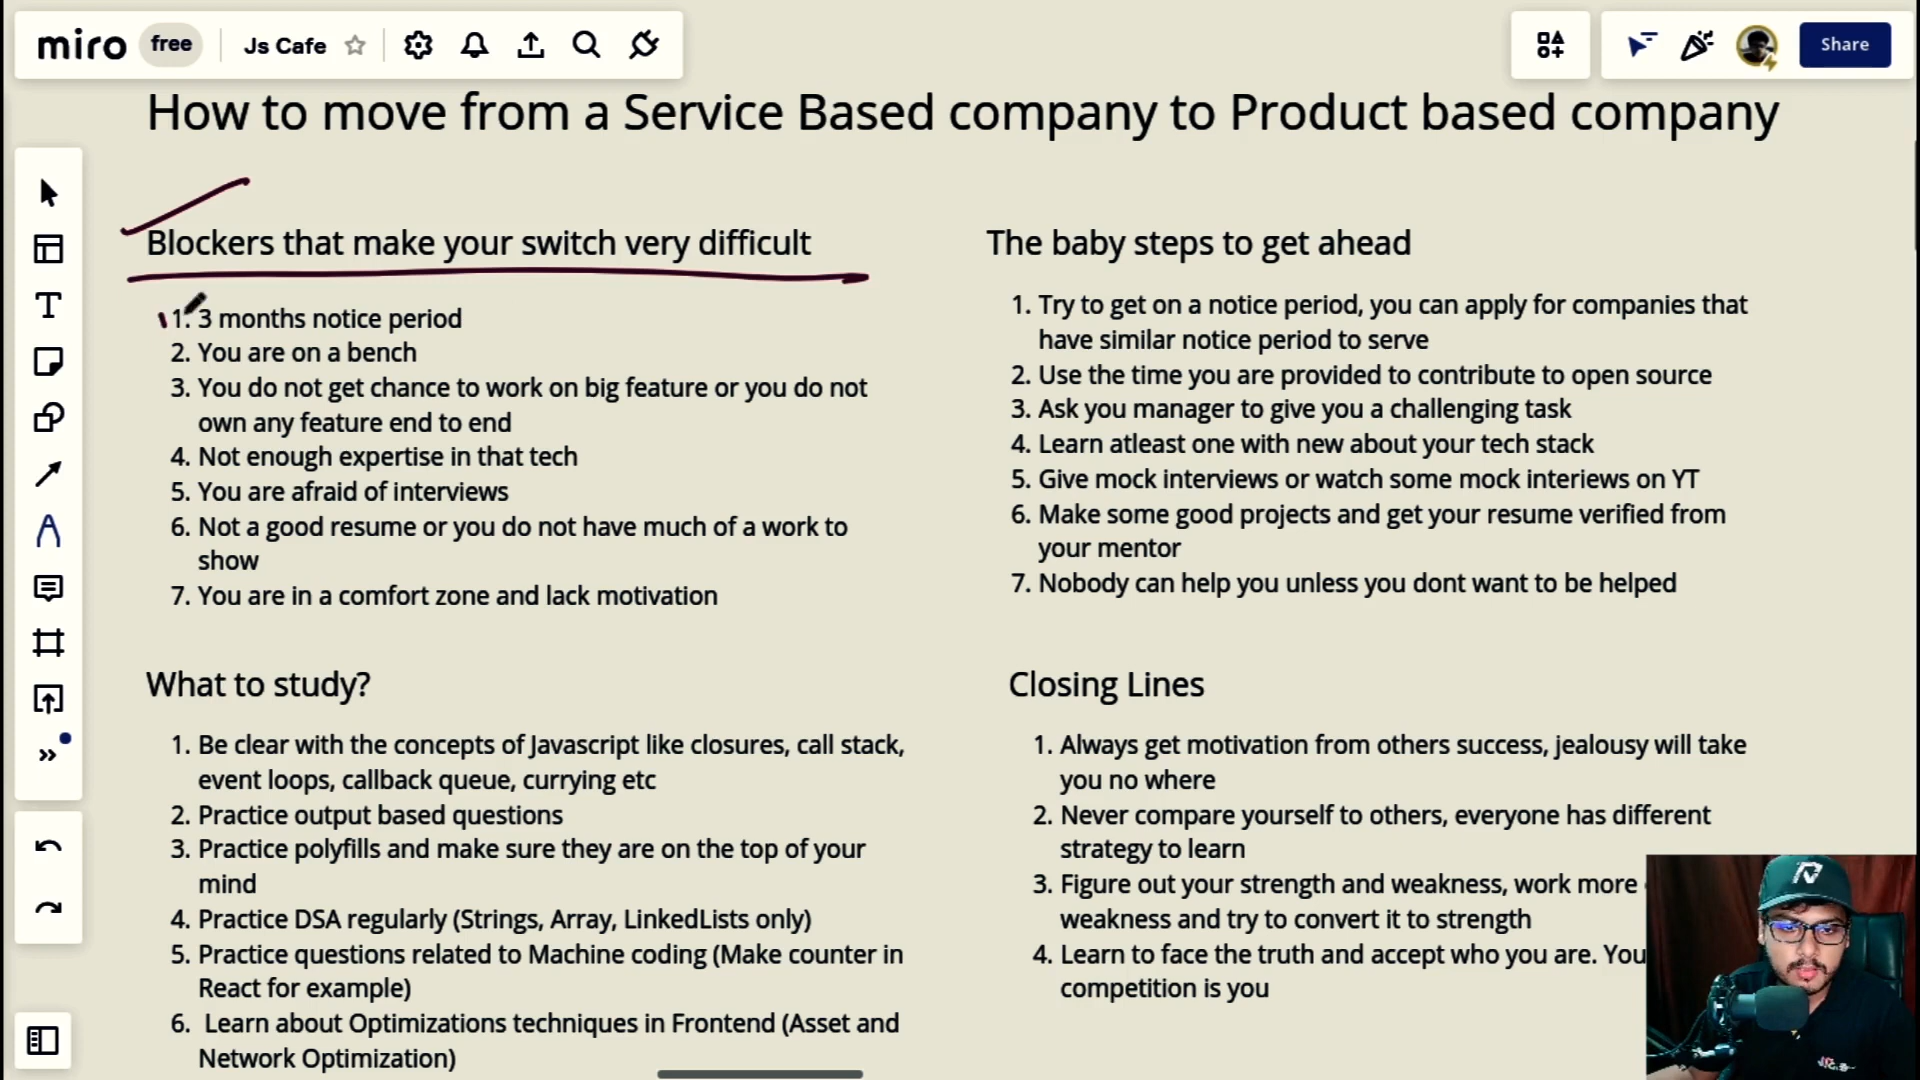 miro free Js Cafe
Share
How to move from a Service Based company to Product based company
Blockers that make your switch very difficult
1. 3 months notice period
2. You are on a bench
3. You do not get chance to work on big feature or you do not
own any feature end to end
4. Not enough expertise in that tech
5. You are afraid of interviews
6. Not a good resume or you do not have much of a work to
show
7. You are in a comfort zone and lack motivation
The baby steps to get ahead
1. Try to get on a notice period, you can apply for companies that
have similar notice period to serve
2. Use the time you are provided to contribute to open source
3. Ask you manager to give you a challenging task
4. Learn atleast one with new about your tech stack
5. Give mock interviews or watch some mock interiews on YT
6. Make some good projects and get your resume verified from
your mentor
7. Nobody can help you unless you dont want to be helped
What to study?
1. Be clear with the concepts of Javascript like closures, call stack,
event loops, callback queue, currying etc
2. Practice output based questions
3. Practice polyfills and make sure they are on the top of your
mind
4. Practice DSA regularly (Strings, Array, LinkedLists only)
5. Practice questions related to Machine coding (Make counter in
React for example)
6. Learn about Optimizations techniques in Frontend (Asset and
Network Optimization)
Closing Lines
1. Always get motivation from others success, jealousy will take
you no where
2. Never compare yourself to others, everyone has different
strategy to learn
3. Figure out your strength and weakness, work more
weakness and try to convert it to strength
4. Learn to face the truth and accept who you are. You
competition is you